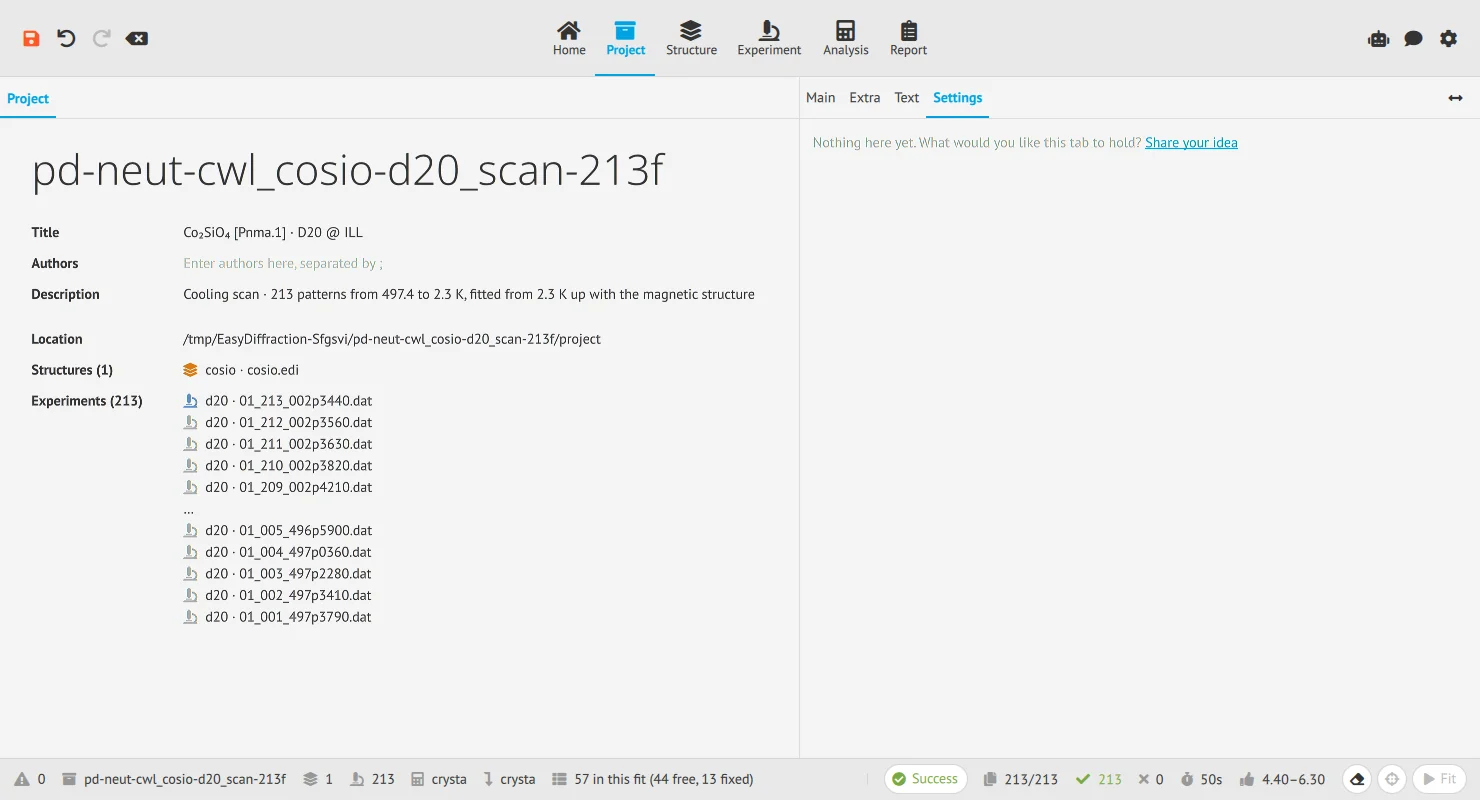 Home
Project
Structure
Experiment
Analysis
Report
Project
Main Extra Text Settings
Nothing here yet. What would you like this tab to hold? Share your idea
pd-neut-cwl_cosio-d20_scan-213f
Title Co₂SiO₄ [Pnma.1] · D20 @ ILL
Authors Enter authors here, separated by ;
Description Cooling scan · 213 patterns from 497.4 to 2.3 K, fitted from 2.3 K up with the magnetic structure
Location /tmp/EasyDiffraction-Sfgsvi/pd-neut-cwl_cosio-d20_scan-213f/project
Structures (1) cosio · cosio.edi
Experiments (213) d20 · 01_213_002p3440.dat
d20 · 01_212_002p3560.dat
d20 · 01_211_002p3630.dat
d20 · 01_210_002p3820.dat
d20 · 01_209_002p4210.dat
...
d20 · 01_005_496p5900.dat
d20 · 01_004_497p0360.dat
d20 · 01_003_497p2280.dat
d20 · 01_002_497p3410.dat
d20 · 01_001_497p3790.dat
0 pd-neut-cwl_cosio-d20_scan-213f 1 213 crysta crysta 57 in this fit (44 free, 13 fixed) Success 213/213 213 0 50s 4.40–6.30 Fit